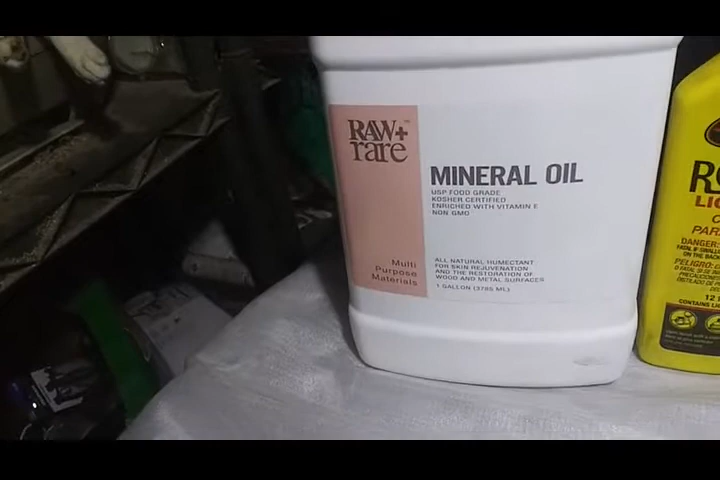 RAW+
rare
MINERAL OIL
USP FOOD GRADE
KOSHER CERTIFIED
ENRICHED WITH VITAMIN E
NON GMO
ALL NATURAL HUMECTANT
FOR SKIN REJUVENATION
AND THE RESTORATION OF
WOOD AND METAL SURFACES
1 GALLON (3785 ML)
Multi
Purpose
Materials
DANGER
PELIGRO